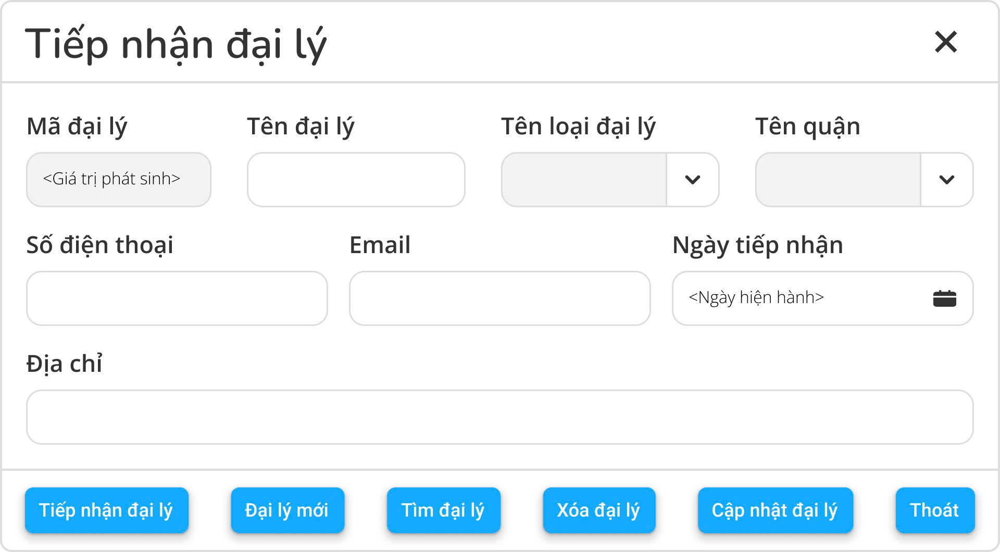 Tiếp nhận đại lý
Mã đại lý
Tên đại lý
Tên loại đại lý
Tên quận
<Giá trị phát sinh>
Số điện thoại
Email
Ngày tiếp nhận
<Ngày hiện hành>
Địa chỉ
Tiếp nhận đại lý
Đại lý mới
Tìm đại lý
Xóa đại lý
Cập nhật đại lý
Thoát